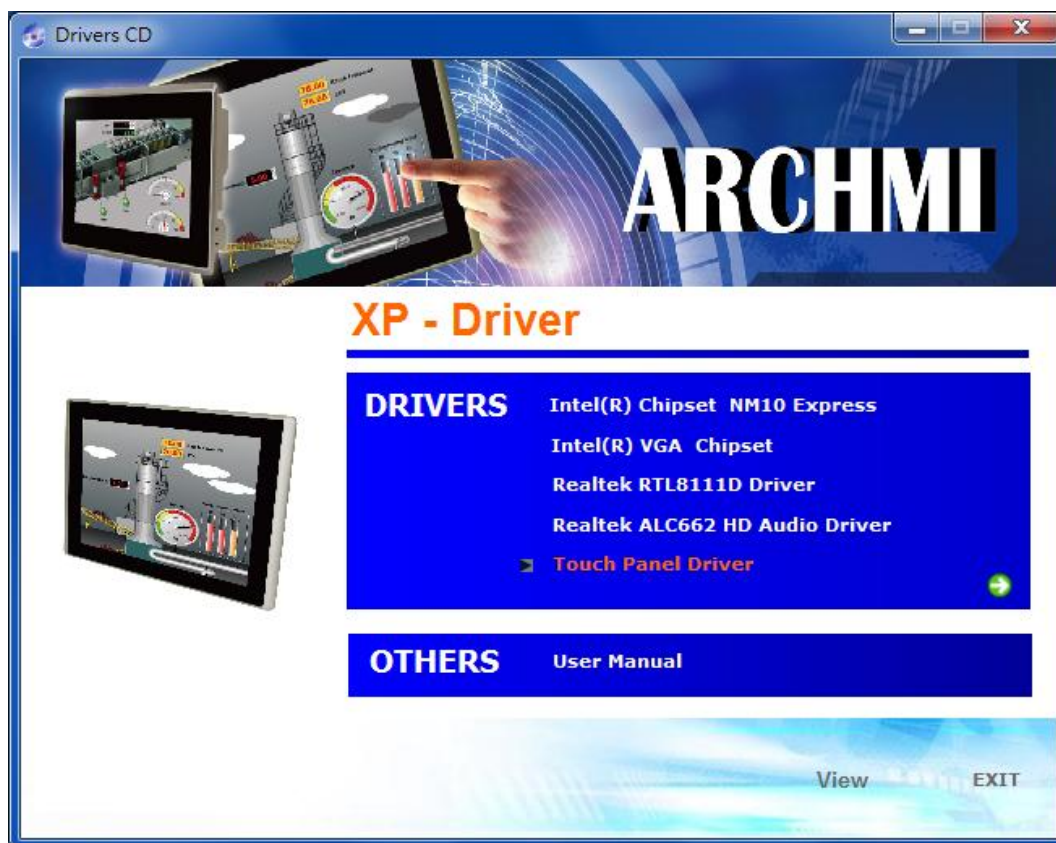 Drivers CD
ARCHMI
XP - Driver
DRIVERS
Intel(R) Chipset NM10 Express
Intel(R) VGA Chipset
Realtek RTL8111D Driver
Realtek ALC662 HD Audio Driver
Touch Panel Driver
OTHERS
User Manual
View
EXIT